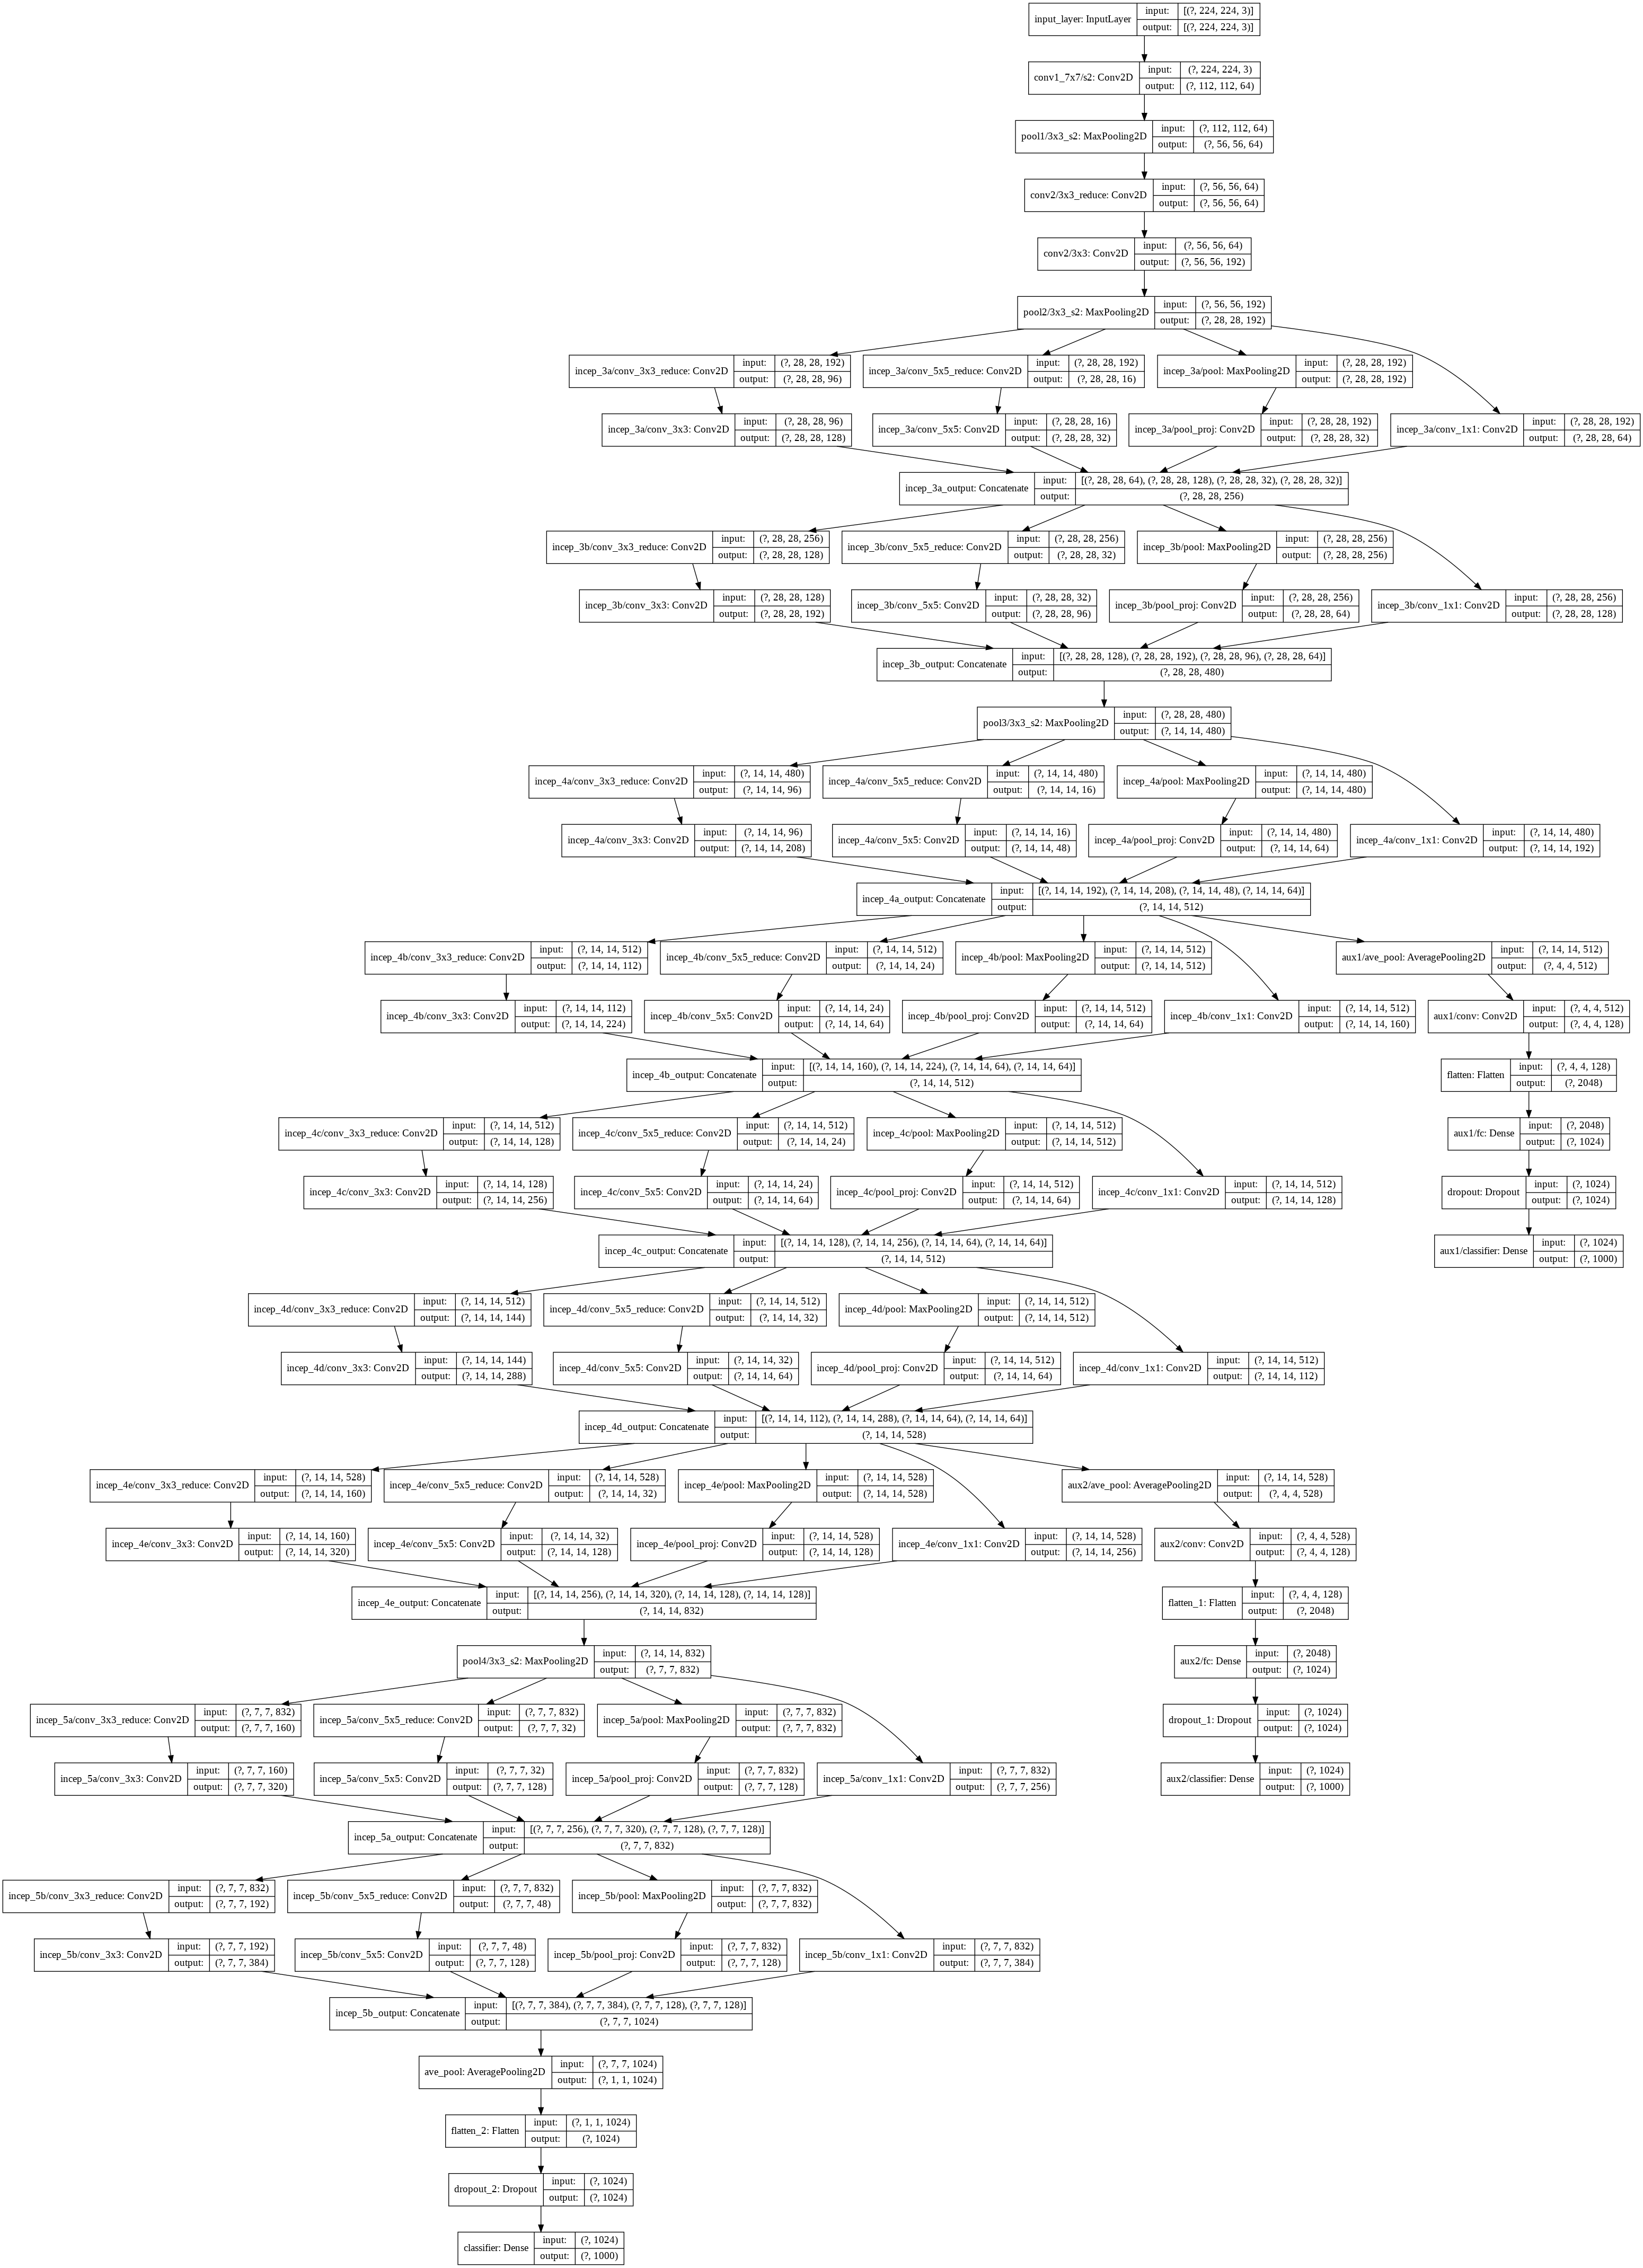 input_layer: InputLayer input: [(?, 224, 224, 3)]
output: [(?, 224, 224, 3)]
conv1_7x7/s2: Conv2D input: (?, 224, 224, 3)
output: (?, 112, 112, 64)
pool1/3x3_s2: MaxPooling2D input: (?, 112, 112, 64)
output: (?, 56, 56, 64)
conv2/3x3_reduce: Conv2D input: (?, 56, 56, 64)
output: (?, 56, 56, 64)
conv2/3x3: Conv2D input: (?, 56, 56, 64)
output: (?, 56, 56, 192)
pool2/3x3_s2: MaxPooling2D input: (?, 56, 56, 192)
output: (?, 28, 28, 192)
incep_3a/conv_3x3_reduce: Conv2D input: (?, 28, 28, 192)
output: (?, 28, 28, 96)
incep_3a/conv_5x5_reduce: Conv2D input: (?, 28, 28, 192)
output: (?, 28, 28, 16)
incep_3a/pool: MaxPooling2D input: (?, 28, 28, 192)
output: (?, 28, 28, 192)
incep_3a/conv_3x3: Conv2D input: (?, 28, 28, 96)
output: (?, 28, 28, 128)
incep_3a/conv_5x5: Conv2D input: (?, 28, 28, 16)
output: (?, 28, 28, 32)
incep_3a/pool_proj: Conv2D input: (?, 28, 28, 192)
output: (?, 28, 28, 32)
incep_3a/conv_1x1: Conv2D input: (?, 28, 28, 192)
output: (?, 28, 28, 64)
incep_3a_output: Concatenate input: [(?, 28, 28, 64), (?, 28, 28, 128), (?, 28, 28, 32), (?, 28, 28, 32)]
output: (?, 28, 28, 256)
incep_3b/conv_3x3_reduce: Conv2D input: (?, 28, 28, 256)
output: (?, 28, 28, 128)
incep_3b/conv_5x5_reduce: Conv2D input: (?, 28, 28, 256)
output: (?, 28, 28, 32)
incep_3b/pool: MaxPooling2D input: (?, 28, 28, 256)
output: (?, 28, 28, 256)
incep_3b/conv_3x3: Conv2D input: (?, 28, 28, 128)
output: (?, 28, 28, 192)
incep_3b/conv_5x5: Conv2D input: (?, 28, 28, 32)
output: (?, 28, 28, 96)
incep_3b/pool_proj: Conv2D input: (?, 28, 28, 256)
output: (?, 28, 28, 64)
incep_3b/conv_1x1: Conv2D input: (?, 28, 28, 256)
output: (?, 28, 28, 128)
incep_3b_output: Concatenate input: [(?, 28, 28, 128), (?, 28, 28, 192), (?, 28, 28, 96), (?, 28, 28, 64)]
output: (?, 28, 28, 480)
pool3/3x3_s2: MaxPooling2D input: (?, 28, 28, 480)
output: (?, 14, 14, 480)
incep_4a/conv_3x3_reduce: Conv2D input: (?, 14, 14, 480)
output: (?, 14, 14, 96)
incep_4a/conv_5x5_reduce: Conv2D input: (?, 14, 14, 480)
output: (?, 14, 14, 16)
incep_4a/pool: MaxPooling2D input: (?, 14, 14, 480)
output: (?, 14, 14, 480)
incep_4a/conv_3x3: Conv2D input: (?, 14, 14, 96)
output: (?, 14, 14, 208)
incep_4a/conv_5x5: Conv2D input: (?, 14, 14, 16)
output: (?, 14, 14, 48)
incep_4a/pool_proj: Conv2D input: (?, 14, 14, 480)
output: (?, 14, 14, 64)
incep_4a/conv_1x1: Conv2D input: (?, 14, 14, 480)
output: (?, 14, 14, 192)
incep_4a_output: Concatenate input: [(?, 14, 14, 192), (?, 14, 14, 208), (?, 14, 14, 48), (?, 14, 14, 64)]
output: (?, 14, 14, 512)
incep_4b/conv_3x3_reduce: Conv2D input: (?, 14, 14, 512)
output: (?, 14, 14, 112)
incep_4b/conv_5x5_reduce: Conv2D input: (?, 14, 14, 512)
output: (?, 14, 14, 24)
incep_4b/pool: MaxPooling2D input: (?, 14, 14, 512)
output: (?, 14, 14, 512)
aux1/ave_pool: AveragePooling2D input: (?, 14, 14, 512)
output: (?, 4, 4, 512)
incep_4b/conv_3x3: Conv2D input: (?, 14, 14, 112)
output: (?, 14, 14, 224)
incep_4b/conv_5x5: Conv2D input: (?, 14, 14, 24)
output: (?, 14, 14, 64)
incep_4b/pool_proj: Conv2D input: (?, 14, 14, 512)
output: (?, 14, 14, 64)
incep_4b/conv_1x1: Conv2D input: (?, 14, 14, 512)
output: (?, 14, 14, 160)
aux1/conv: Conv2D input: (?, 4, 4, 512)
output: (?, 4, 4, 128)
incep_4b_output: Concatenate input: [(?, 14, 14, 160), (?, 14, 14, 224), (?, 14, 14, 64), (?, 14, 14, 64)]
output: (?, 14, 14, 512)
flatten: Flatten input: (?, 4, 4, 128)
output: (?, 2048)
incep_4c/conv_3x3_reduce: Conv2D input: (?, 14, 14, 512)
output: (?, 14, 14, 128)
incep_4c/conv_5x5_reduce: Conv2D input: (?, 14, 14, 512)
output: (?, 14, 14, 24)
incep_4c/pool: MaxPooling2D input: (?, 14, 14, 512)
output: (?, 14, 14, 512)
aux1/fc: Dense input: (?, 2048)
output: (?, 1024)
incep_4c/conv_3x3: Conv2D input: (?, 14, 14, 128)
output: (?, 14, 14, 256)
incep_4c/conv_5x5: Conv2D input: (?, 14, 14, 24)
output: (?, 14, 14, 64)
incep_4c/pool_proj: Conv2D input: (?, 14, 14, 512)
output: (?, 14, 14, 64)
incep_4c/conv_1x1: Conv2D input: (?, 14, 14, 512)
output: (?, 14, 14, 128)
dropout: Dropout input: (?, 1024)
output: (?, 1024)
incep_4c_output: Concatenate input: [(?, 14, 14, 128), (?, 14, 14, 256), (?, 14, 14, 64), (?, 14, 14, 64)]
output: (?, 14, 14, 512)
aux1/classifier: Dense input: (?, 1024)
output: (?, 1000)
incep_4d/conv_3x3_reduce: Conv2D input: (?, 14, 14, 512)
output: (?, 14, 14, 144)
incep_4d/conv_5x5_reduce: Conv2D input: (?, 14, 14, 512)
output: (?, 14, 14, 32)
incep_4d/pool: MaxPooling2D input: (?, 14, 14, 512)
output: (?, 14, 14, 512)
incep_4d/conv_3x3: Conv2D input: (?, 14, 14, 144)
output: (?, 14, 14, 288)
incep_4d/conv_5x5: Conv2D input: (?, 14, 14, 32)
output: (?, 14, 14, 64)
incep_4d/pool_proj: Conv2D input: (?, 14, 14, 512)
output: (?, 14, 14, 64)
incep_4d/conv_1x1: Conv2D input: (?, 14, 14, 512)
output: (?, 14, 14, 112)
incep_4d_output: Concatenate input: [(?, 14, 14, 112), (?, 14, 14, 288), (?, 14, 14, 64), (?, 14, 14, 64)]
output: (?, 14, 14, 528)
incep_4e/conv_3x3_reduce: Conv2D input: (?, 14, 14, 528)
output: (?, 14, 14, 160)
incep_4e/conv_5x5_reduce: Conv2D input: (?, 14, 14, 528)
output: (?, 14, 14, 32)
incep_4e/pool: MaxPooling2D input: (?, 14, 14, 528)
output: (?, 14, 14, 528)
aux2/ave_pool: AveragePooling2D input: (?, 14, 14, 528)
output: (?, 4, 4, 528)
incep_4e/conv_3x3: Conv2D input: (?, 14, 14, 160)
output: (?, 14, 14, 320)
incep_4e/conv_5x5: Conv2D input: (?, 14, 14, 32)
output: (?, 14, 14, 128)
incep_4e/pool_proj: Conv2D input: (?, 14, 14, 528)
output: (?, 14, 14, 128)
incep_4e/conv_1x1: Conv2D input: (?, 14, 14, 528)
output: (?, 14, 14, 256)
aux2/conv: Conv2D input: (?, 4, 4, 528)
output: (?, 4, 4, 128)
incep_4e_output: Concatenate input: [(?, 14, 14, 256), (?, 14, 14, 320), (?, 14, 14, 128), (?, 14, 14, 128)]
output: (?, 14, 14, 832)
flatten_1: Flatten input: (?, 4, 4, 128)
output: (?, 2048)
pool4/3x3_s2: MaxPooling2D input: (?, 14, 14, 832)
output: (?, 7, 7, 832)
aux2/fc: Dense input: (?, 2048)
output: (?, 1024)
incep_5a/conv_3x3_reduce: Conv2D input: (?, 7, 7, 832)
output: (?, 7, 7, 160)
incep_5a/conv_5x5_reduce: Conv2D input: (?, 7, 7, 832)
output: (?, 7, 7, 32)
incep_5a/pool: MaxPooling2D input: (?, 7, 7, 832)
output: (?, 7, 7, 832)
dropout_1: Dropout input: (?, 1024)
output: (?, 1024)
incep_5a/conv_3x3: Conv2D input: (?, 7, 7, 160)
output: (?, 7, 7, 320)
incep_5a/conv_5x5: Conv2D input: (?, 7, 7, 32)
output: (?, 7, 7, 128)
incep_5a/pool_proj: Conv2D input: (?, 7, 7, 832)
output: (?, 7, 7, 128)
incep_5a/conv_1x1: Conv2D input: (?, 7, 7, 832)
output: (?, 7, 7, 256)
aux2/classifier: Dense input: (?, 1024)
output: (?, 1000)
incep_5a_output: Concatenate input: [(?, 7, 7, 256), (?, 7, 7, 320), (?, 7, 7, 128), (?, 7, 7, 128)]
output: (?, 7, 7, 832)
incep_5b/conv_3x3_reduce: Conv2D input: (?, 7, 7, 832)
output: (?, 7, 7, 192)
incep_5b/conv_5x5_reduce: Conv2D input: (?, 7, 7, 832)
output: (?, 7, 7, 48)
incep_5b/pool: MaxPooling2D input: (?, 7, 7, 832)
output: (?, 7, 7, 832)
incep_5b/conv_3x3: Conv2D input: (?, 7, 7, 192)
output: (?, 7, 7, 384)
incep_5b/conv_5x5: Conv2D input: (?, 7, 7, 48)
output: (?, 7, 7, 128)
incep_5b/pool_proj: Conv2D input: (?, 7, 7, 832)
output: (?, 7, 7, 128)
incep_5b/conv_1x1: Conv2D input: (?, 7, 7, 832)
output: (?, 7, 7, 384)
incep_5b_output: Concatenate input: [(?, 7, 7, 384), (?, 7, 7, 384), (?, 7, 7, 128), (?, 7, 7, 128)]
output: (?, 7, 7, 1024)
ave_pool: AveragePooling2D input: (?, 7, 7, 1024)
output: (?, 1, 1, 1024)
flatten_2: Flatten input: (?, 1, 1, 1024)
output: (?, 1024)
dropout_2: Dropout input: (?, 1024)
output: (?, 1024)
classifier: Dense input: (?, 1024)
output: (?, 1000)